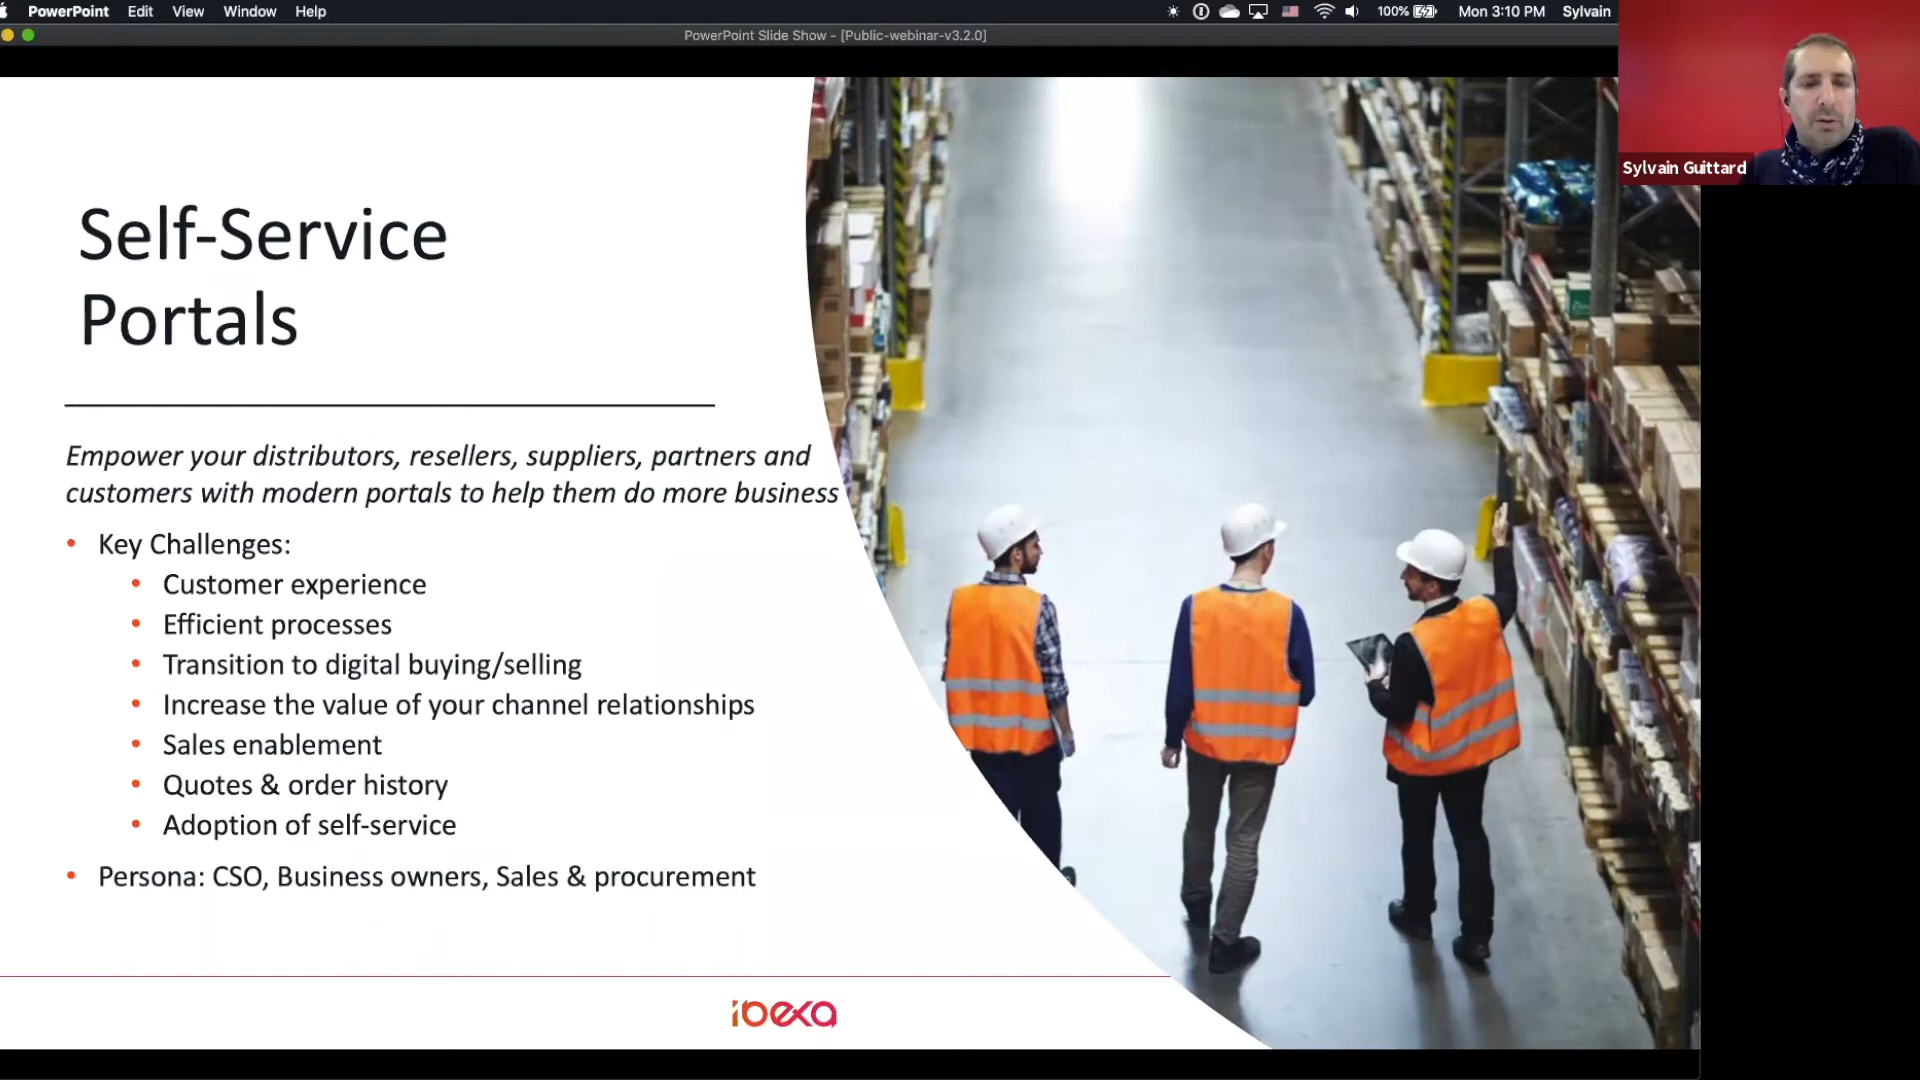 PowerPoint Edit View Window Help 100% Mon 3:10 PM Sylvain
PowerPoint Slide Show - [Public-webinar-v3.2.0]
Sylvain Guittard
Self-Service
Portals
Empower your distributors, resellers, suppliers, partners and
customers with modern portals to help them do more business
• Key Challenges:
• Customer experience
• Efficient processes
• Transition to digital buying/selling
• Increase the value of your channel relationships
• Sales enablement
• Quotes & order history
• Adoption of self-service
• Persona: CSO, Business owners, Sales & procurement
ibexa